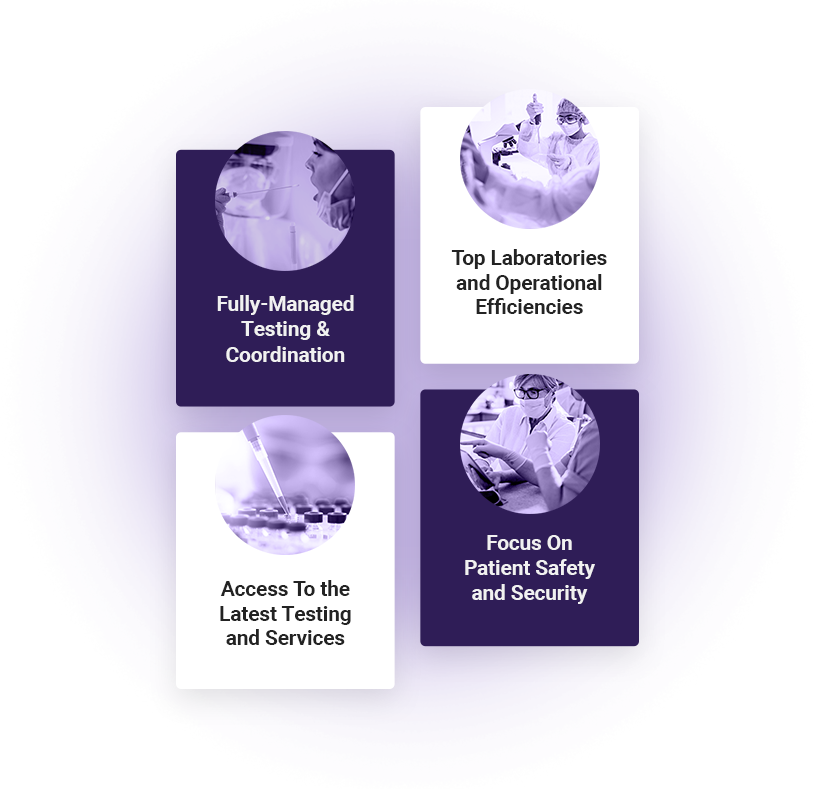 Fully-Managed
Testing &
Coordination
Top Laboratories
and Operational
Efficiencies
Access To the
Latest Testing
and Services
Focus On
Patient Safety
and Security